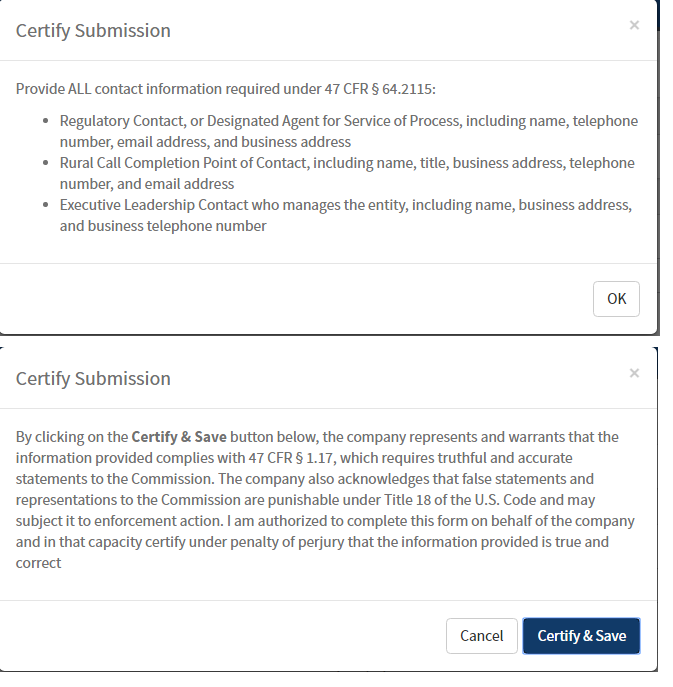 Certify Submission
×
Provide ALL contact information required under 47 CFR § 64.2115:
• Regulatory Contact, or Designated Agent for Service of Process, including name, telephone
number, email address, and business address
• Rural Call Completion Point of Contact, including name, title, business address, telephone
number, and email address
• Executive Leadership Contact who manages the entity, including name, business address,
and business telephone number
OK
Certify Submission
×
By clicking on the Certify & Save button below, the company represents and warrants that the
information provided complies with 47 CFR § 1.17, which requires truthful and accurate
statements to the Commission. The company also acknowledges that false statements and
representations to the Commission are punishable under Title 18 of the U.S. Code and may
subject it to enforcement action. I am authorized to complete this form on behalf of the company
and in that capacity certify under penalty of perjury that the information provided is true and
correct
Cancel
Certify & Save